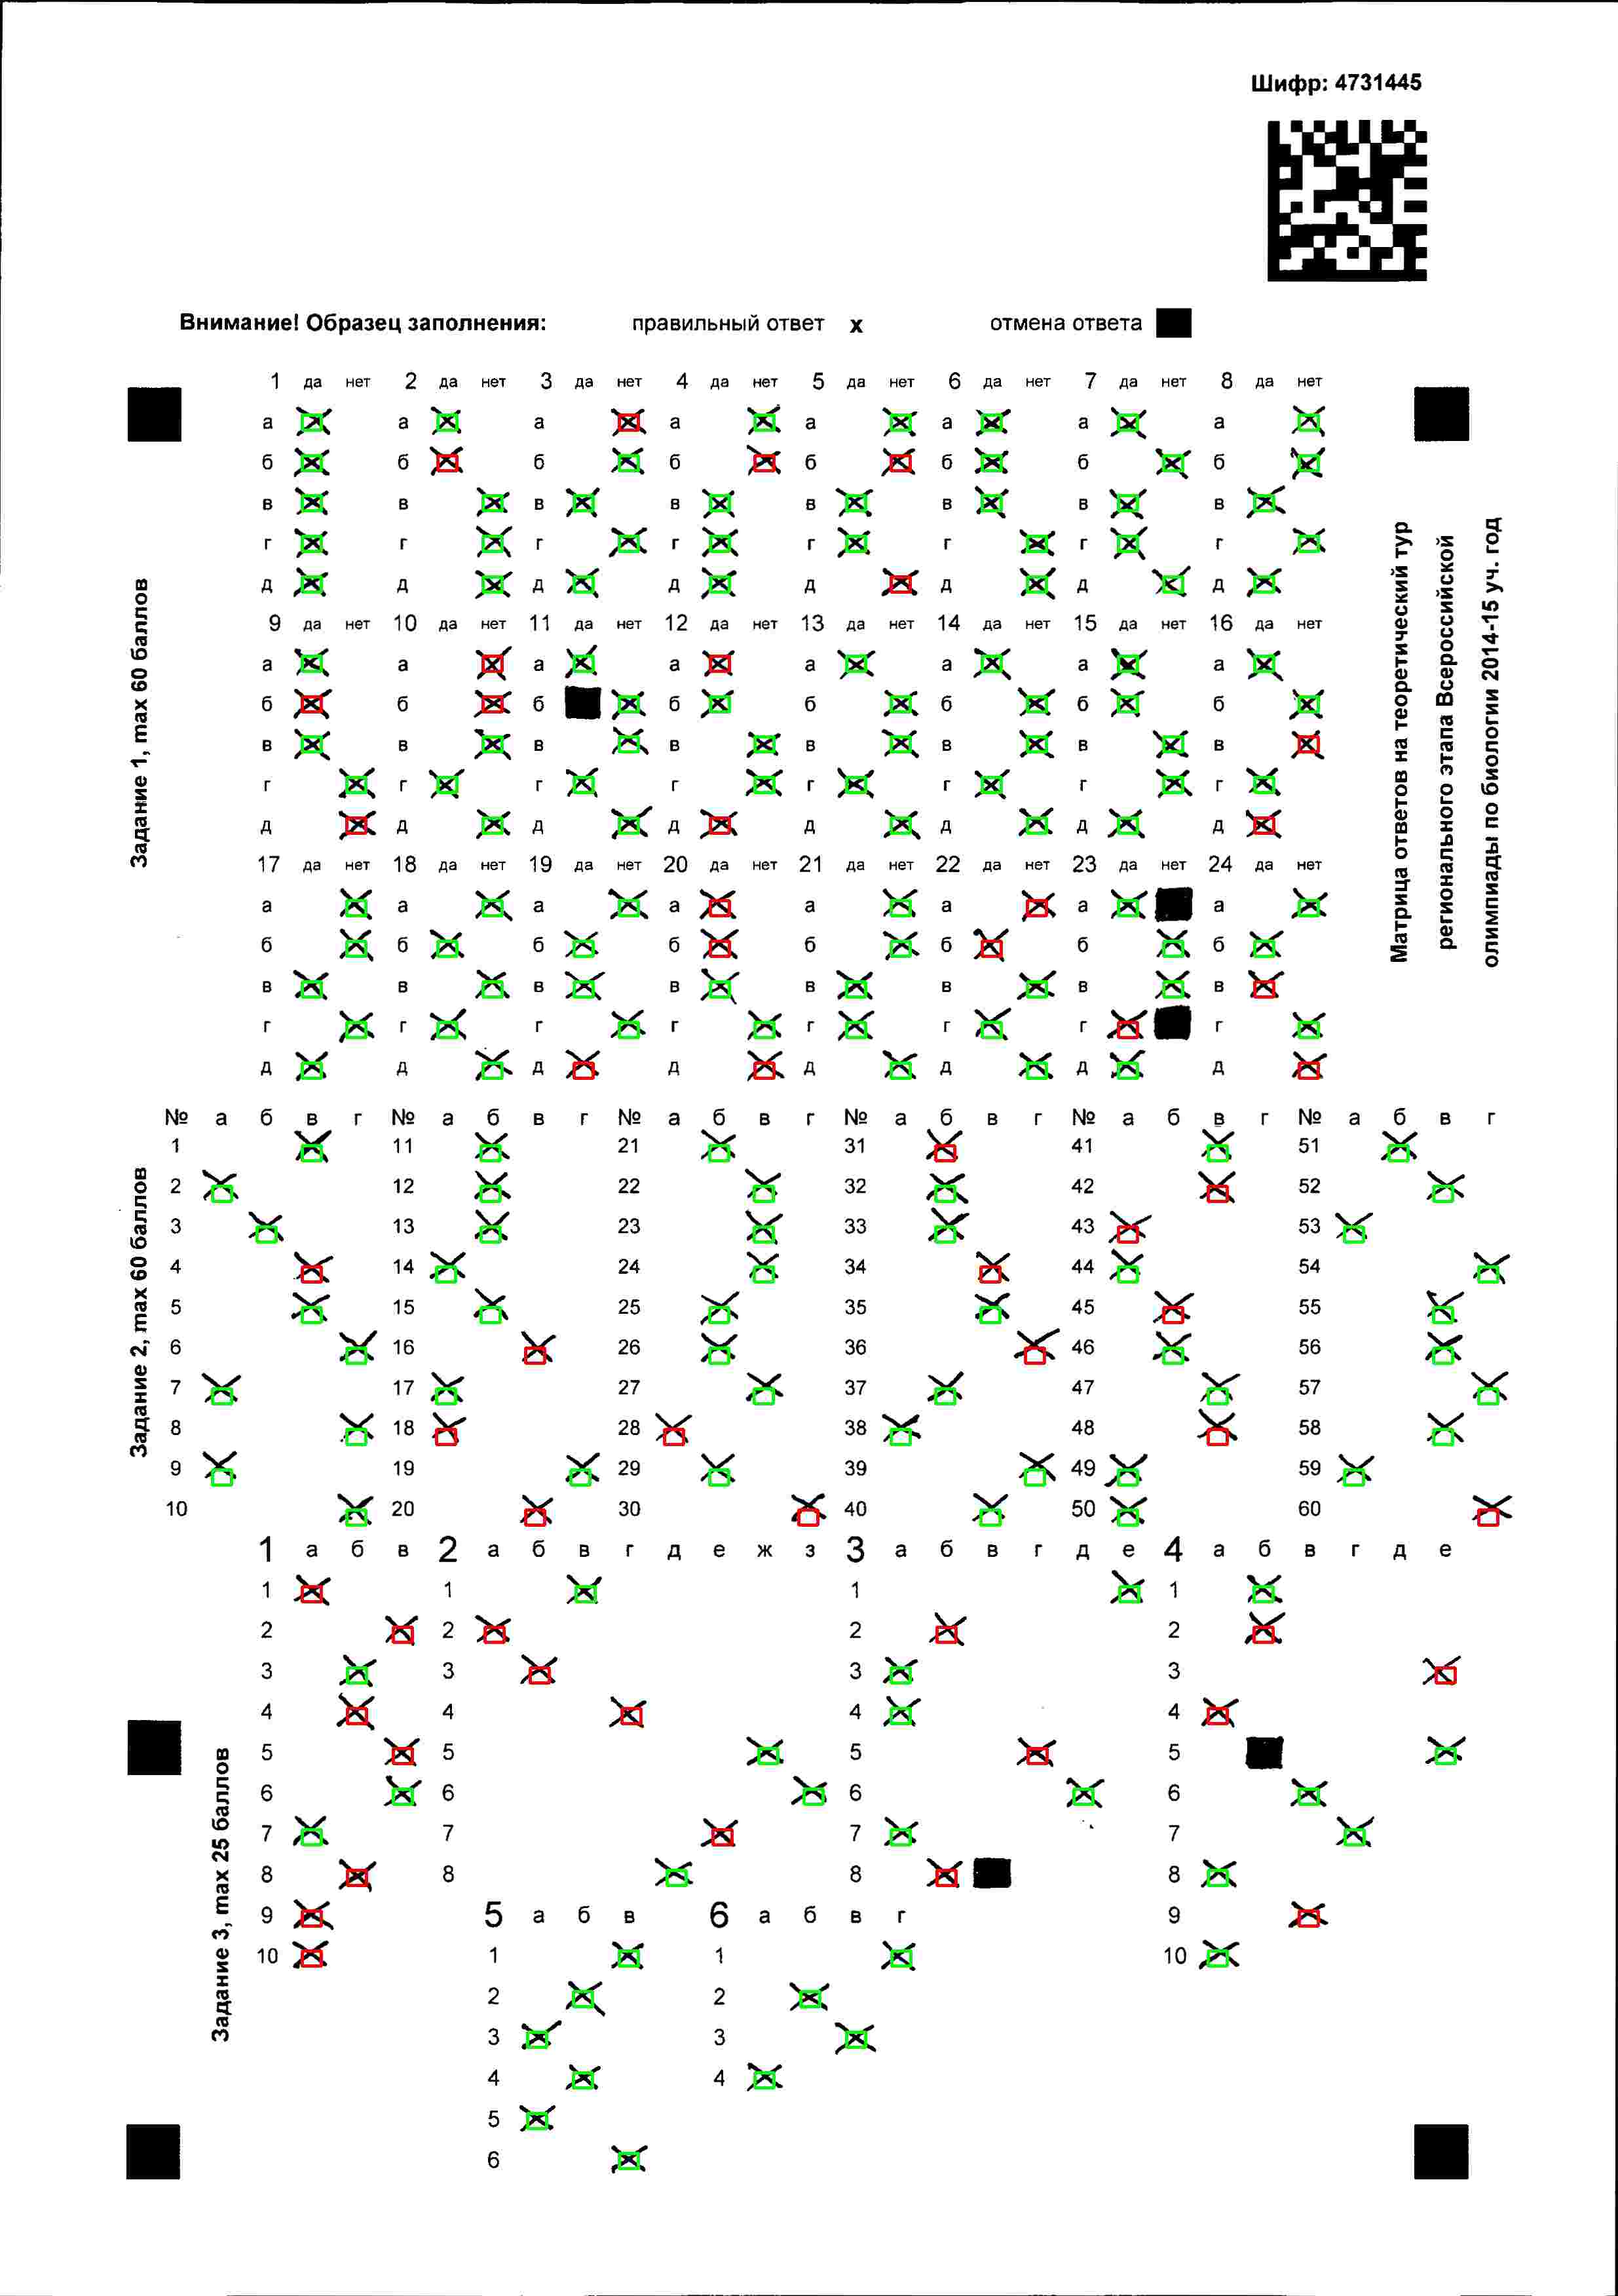 Шифр: 4731445
Внимание! Образец заполнения: правильный ответ х отмена ответа
1 да нет 2 да нет 3 да нет 4 да нет 5 да нет 6 да нет 7 да нет 8 да нет
а а а а а а а а
б б б б б б б б
в в в в в в в в
г г г г г г г г
д д д д д д д д
9 да нет 10 да нет 11 да нет 12 да нет 13 да нет 14 да нет 15 да нет 16 да нет
а а а а а а а а
б б б б б б б б
в в в в в в в в
г г г г г г г г
д д д д д д д д
17 да нет 18 да нет 19 да нет 20 да нет 21 да нет 22 да нет 23 да нет 24 да нет
а а а а а а а а
б б б б б б б б
в в в в в в в в
г г г г г г г г
д д д д д д д д
Задание 1, max 60 баллов
Матрица ответов на теоретический тур
регионального этапа Всероссийской
олимпиады по биологии 2014-15 уч. год
№ а б в г № а б в г № а б в г № а б в г № а б в г № а б в г
1 11 21 31 41 51
2 12 22 32 42 52
3 13 23 33 43 53
4 14 24 34 44 54
5 15 25 35 45 55
6 16 26 36 46 56
7 17 27 37 47 57
8 18 28 38 48 58
9 19 29 39 49 59
10 20 30 40 50 60
Задание 2, max 60 баллов
1 а б в 2 а б в г д е ж з 3 а б в г д е 4 а б в г д е
1 1 1 1
2 2 2 2
3 3 3 3
4 4 4 4
5 5 5 5
6 6 6 6
7 7 7 7
8 8 8 8
9 5 а б в 6 а б в г 9
10 1 1 10
2 2
3 3
4 4
5
6
Задание 3, max 25 баллов